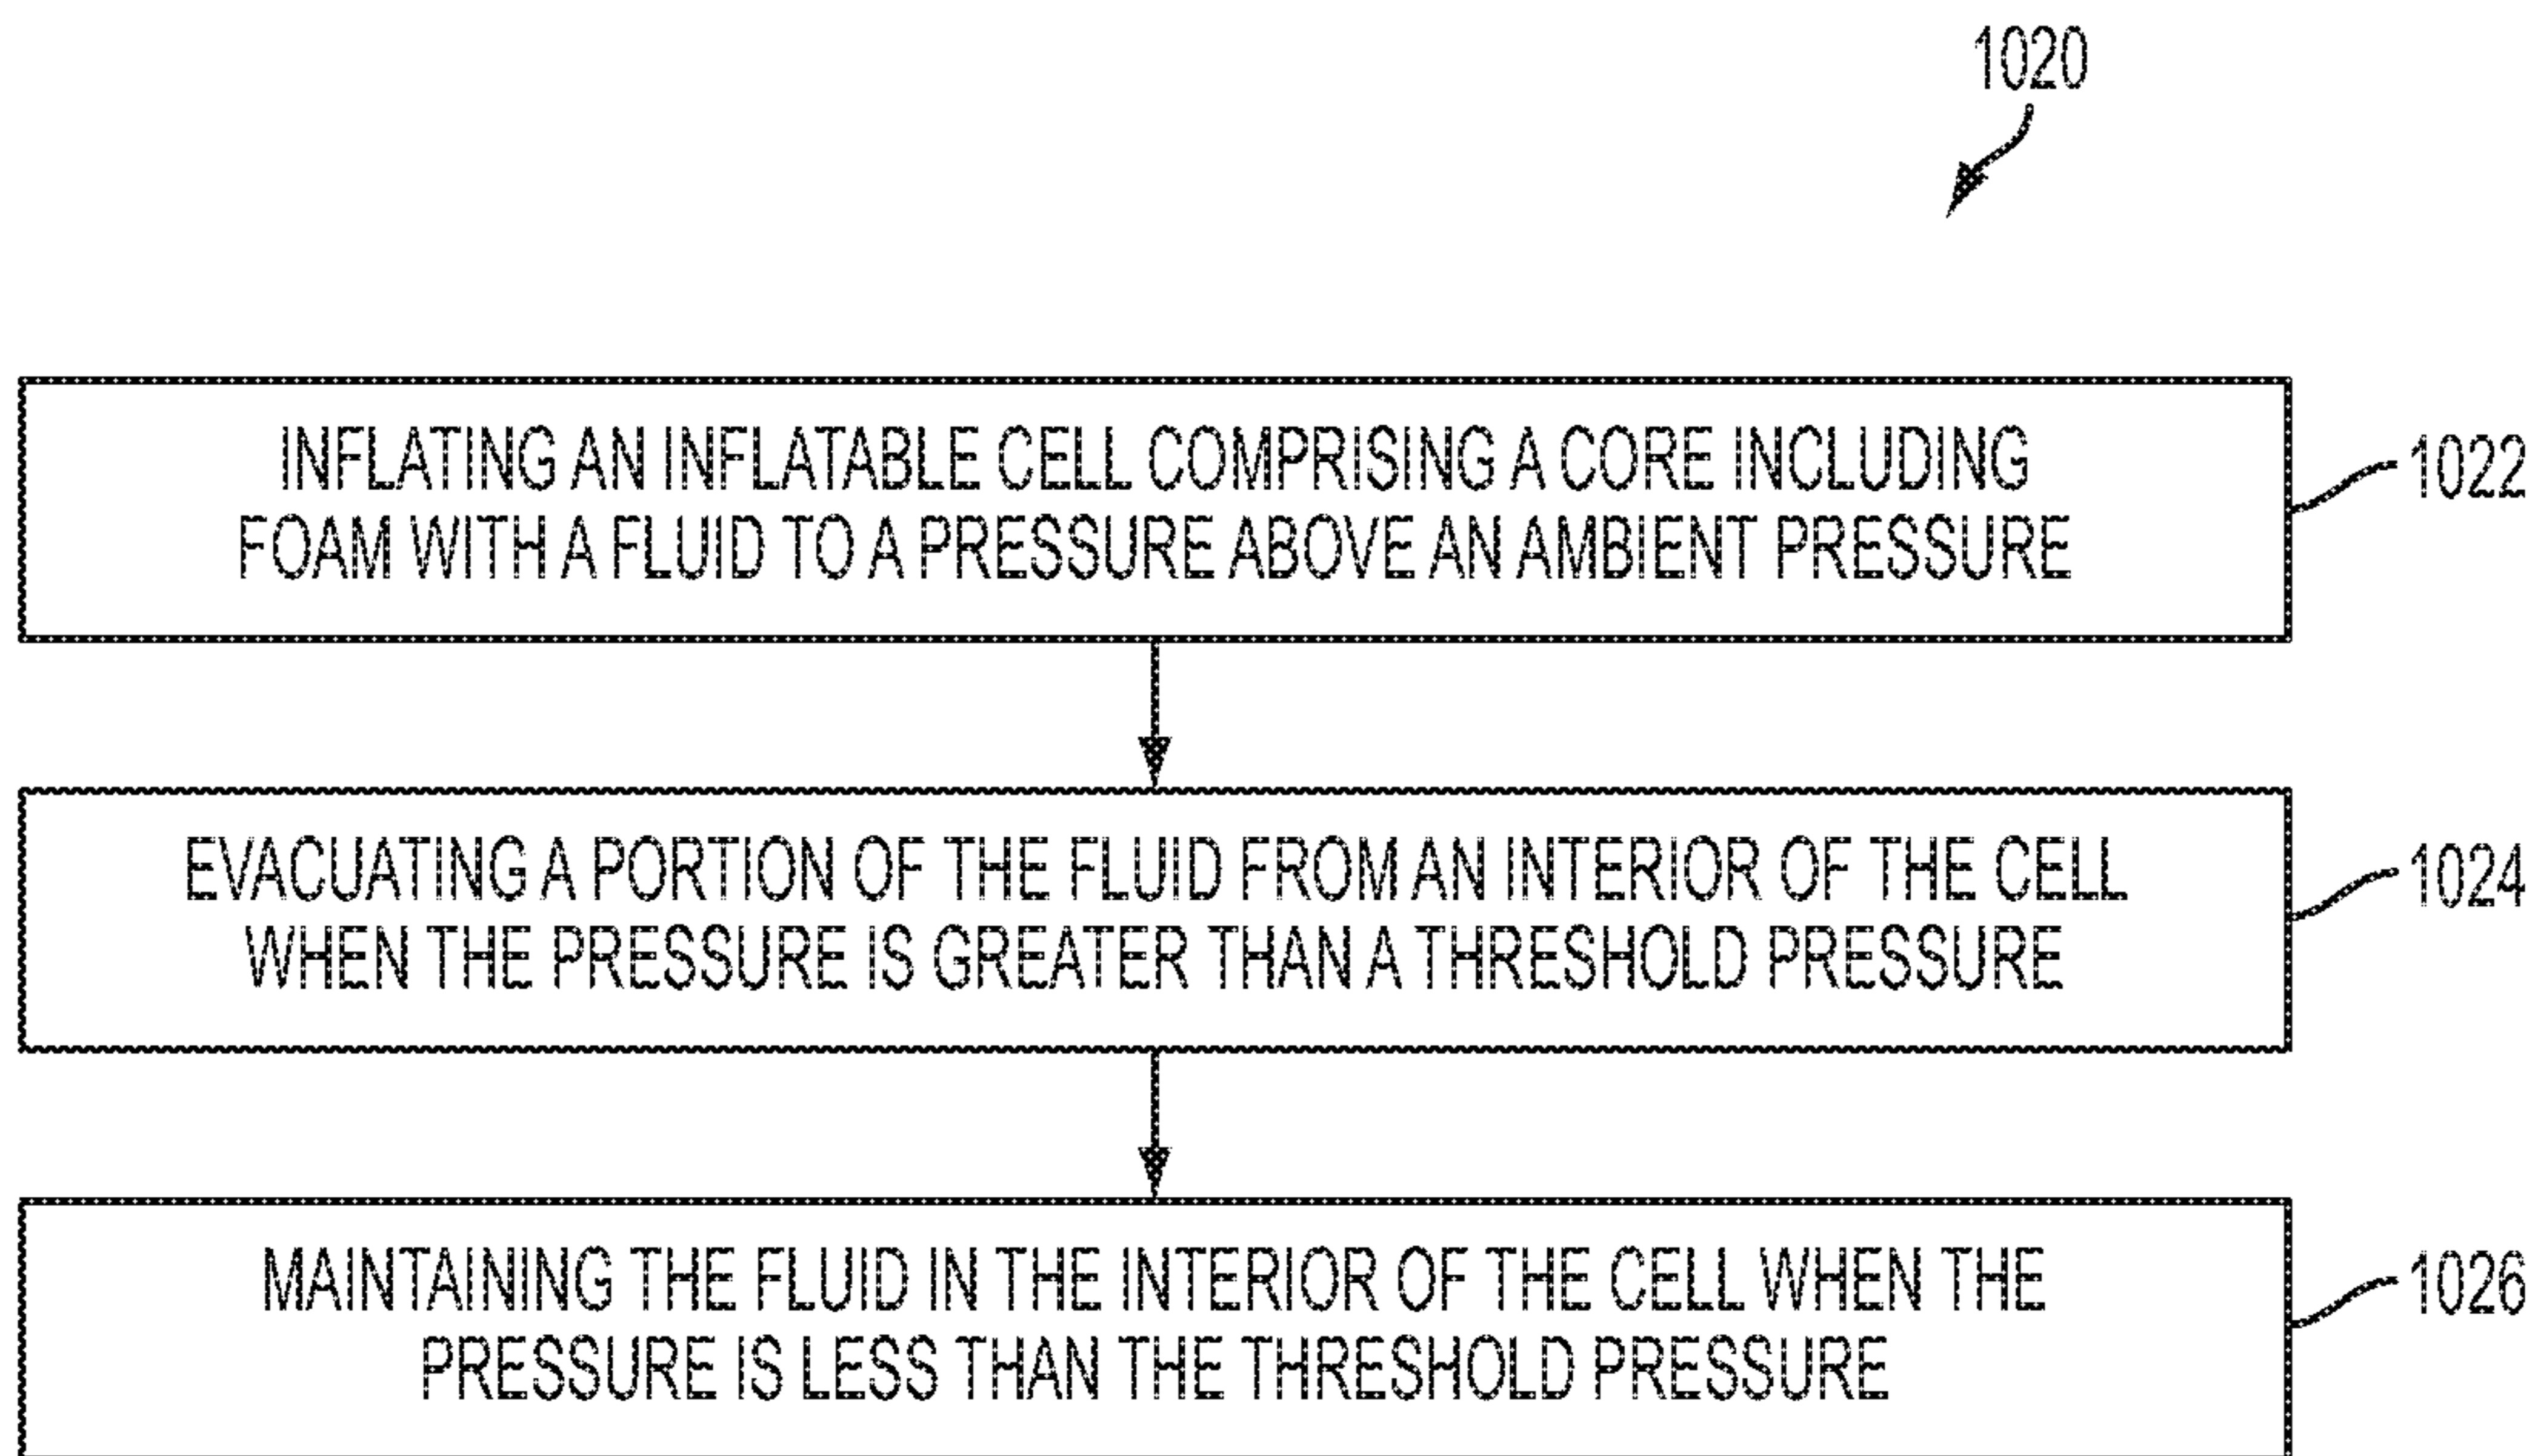 1020
INFLATING AN INFLATABLE CELL COMPRISING A CORE INCLUDING
FOAM WITH A FLUID TO A PRESSURE ABOVE AN AMBIENT PRESSURE
1022
EVACUATING A PORTION OF THE FLUID FROM AN INTERIOR OF THE CELL
WHEN THE PRESSURE IS GREATER THAN A THRESHOLD PRESSURE
1024
MAINTAINING THE FLUID IN THE INTERIOR OF THE CELL WHEN THE
PRESSURE IS LESS THAN THE THRESHOLD PRESSURE
1026